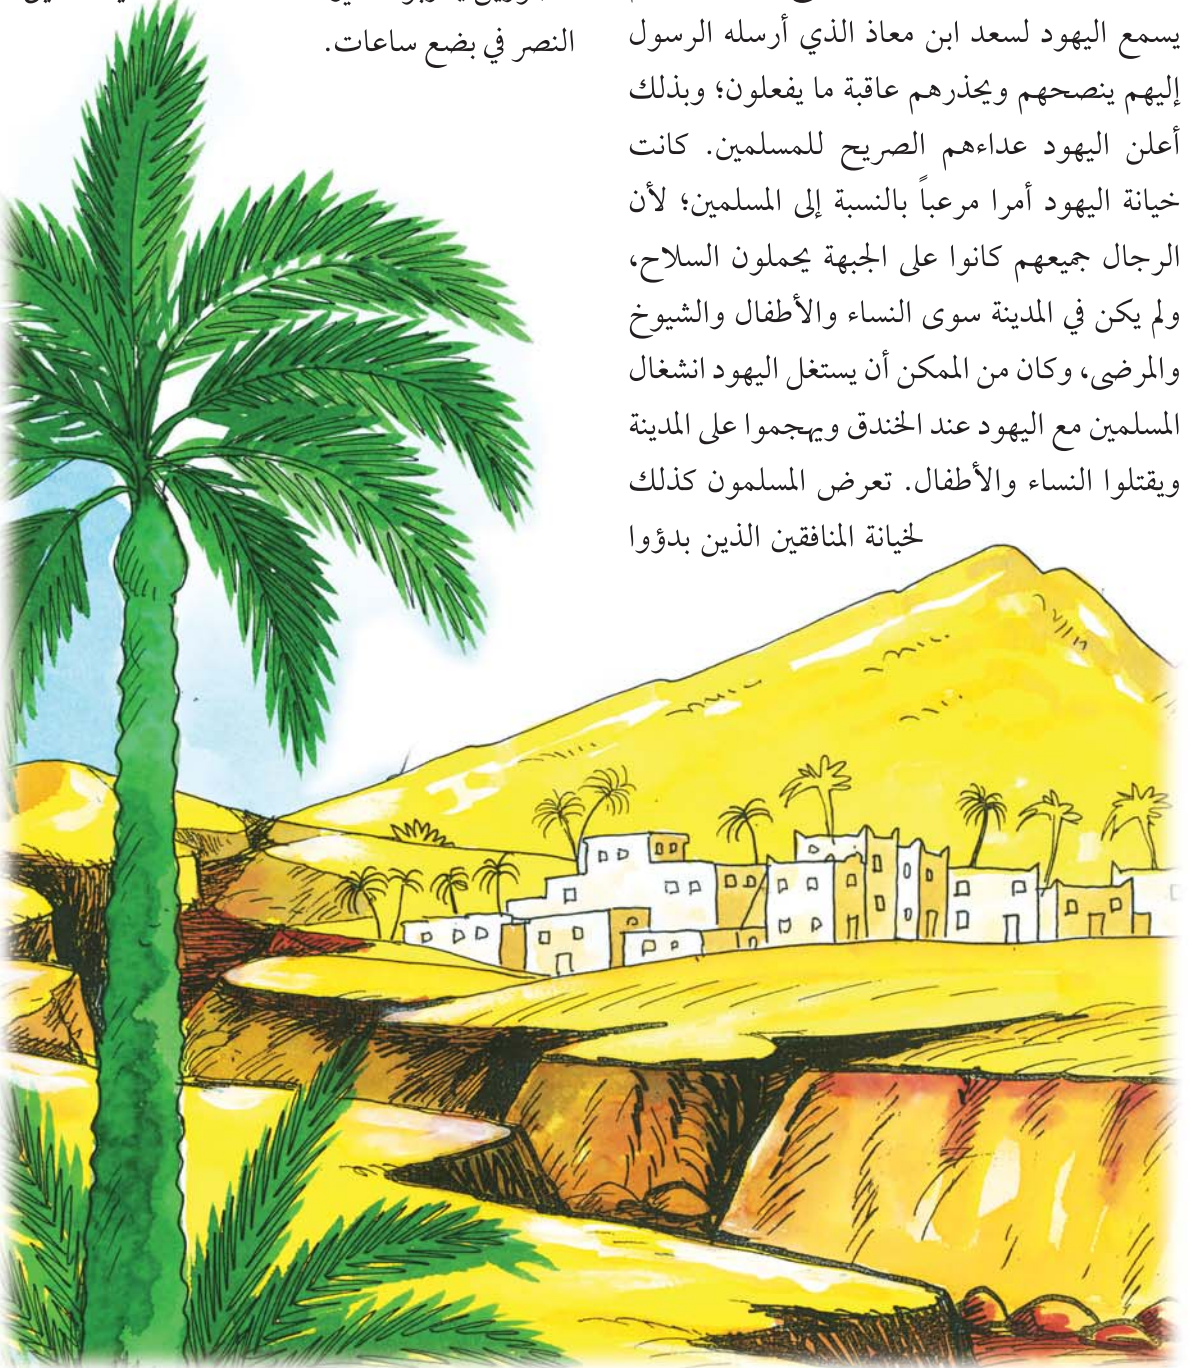 يسمع اليهود لسعد ابن معاذ الذي أرسله الرسول
إليهم ينصحهم ويحذرهم عاقبة ما يفعلون؛ وبذلك
أعلن اليهود عداءهم الصريح للمسلمين. كانت
خيانة اليهود أمرا مرعباً بالنسبة إلى المسلمين؛ لأن
الرجال جميعهم كانوا على الجبهة يحملون السلاح،
ولم يكن في المدينة سوى النساء والأطفال والشيوخ
والمرضى، وكان من الممكن أن يستغل اليهود انشغال
المسلمين مع اليهود عند الخندق ويهجموا على المدينة
ويقتلوا النساء والأطفال. تعرض المسلمون كذلك
لخيانة المنافقين الذين بدؤوا
النصر في بضع ساعات.